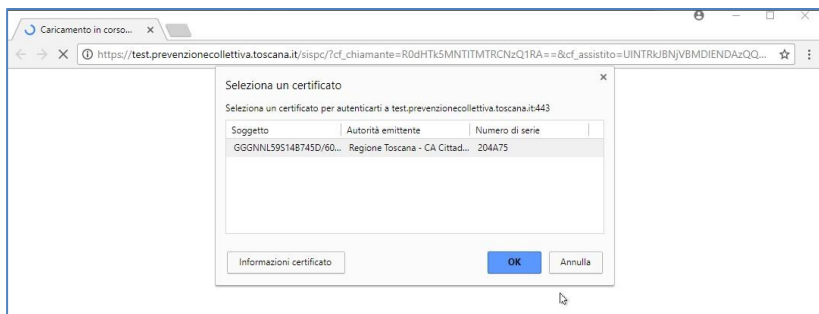 Caricamento in corso...
https://test.prevenzionecollettiva.toscana.it/sispc/?cf_chiamante=R0dHTk5MNTlTMTRCNzQ1RA==&cf_assistito=UlNTRkJBNjVBMDlENDAzQQ...
Seleziona un certificato
Seleziona un certificato per autenticarti a test.prevenzionecollettiva.toscana.it:443
Soggetto Autorità emittente Numero di serie
GGGNNL59S14B745D/60... Regione Toscana - CA Cittad... 204A75
Informazioni certificato OK Annulla